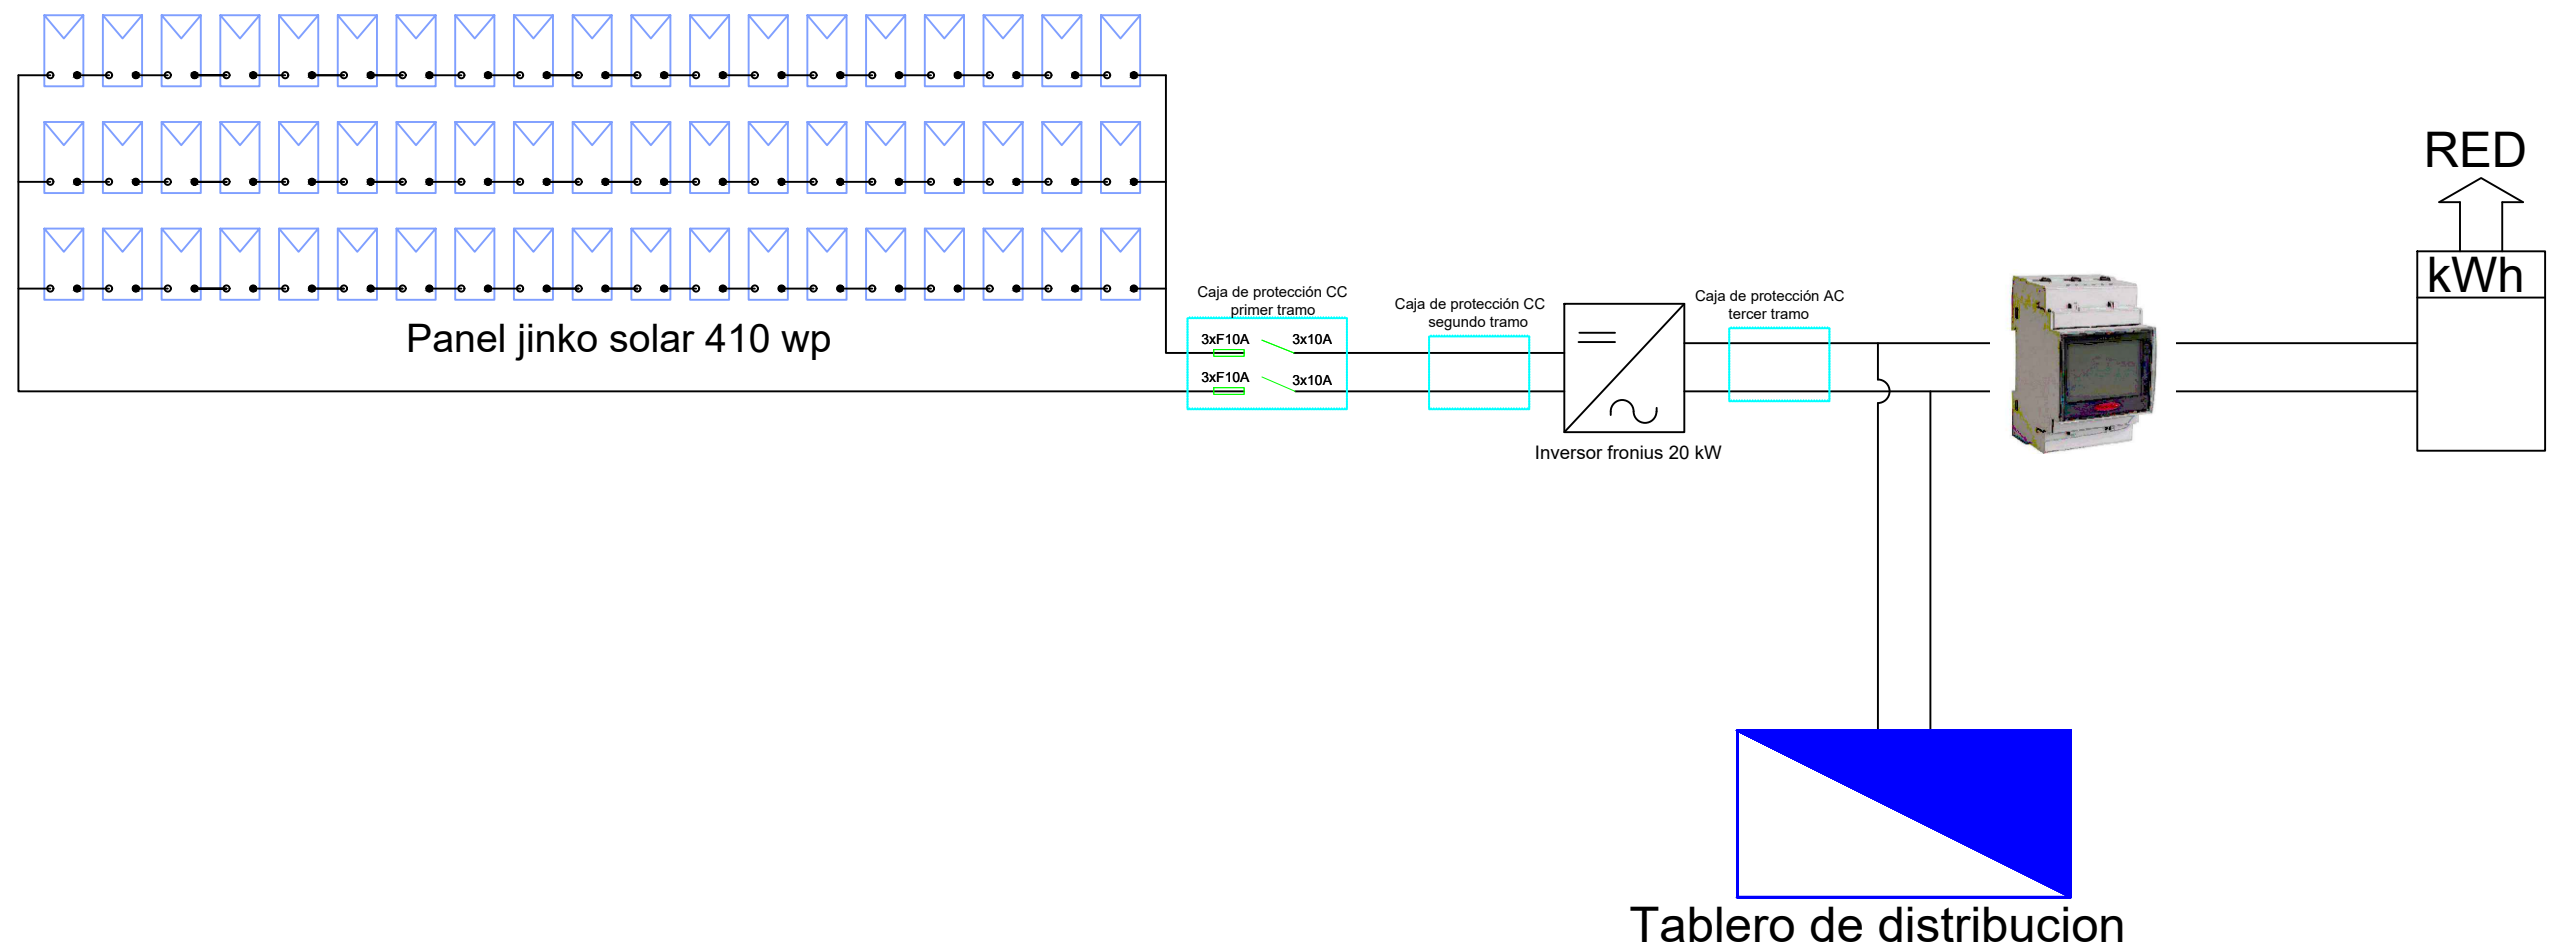 RED
kWh
Panel jinko solar 410 wp
Caja de protección CC
primer tramo
3xF10A
3x10A
3xF10A
3x10A
Caja de protección CC
segundo tramo
Inversor fronius 20 kW
Caja de protección AC
tercer tramo
Tablero de distribucion